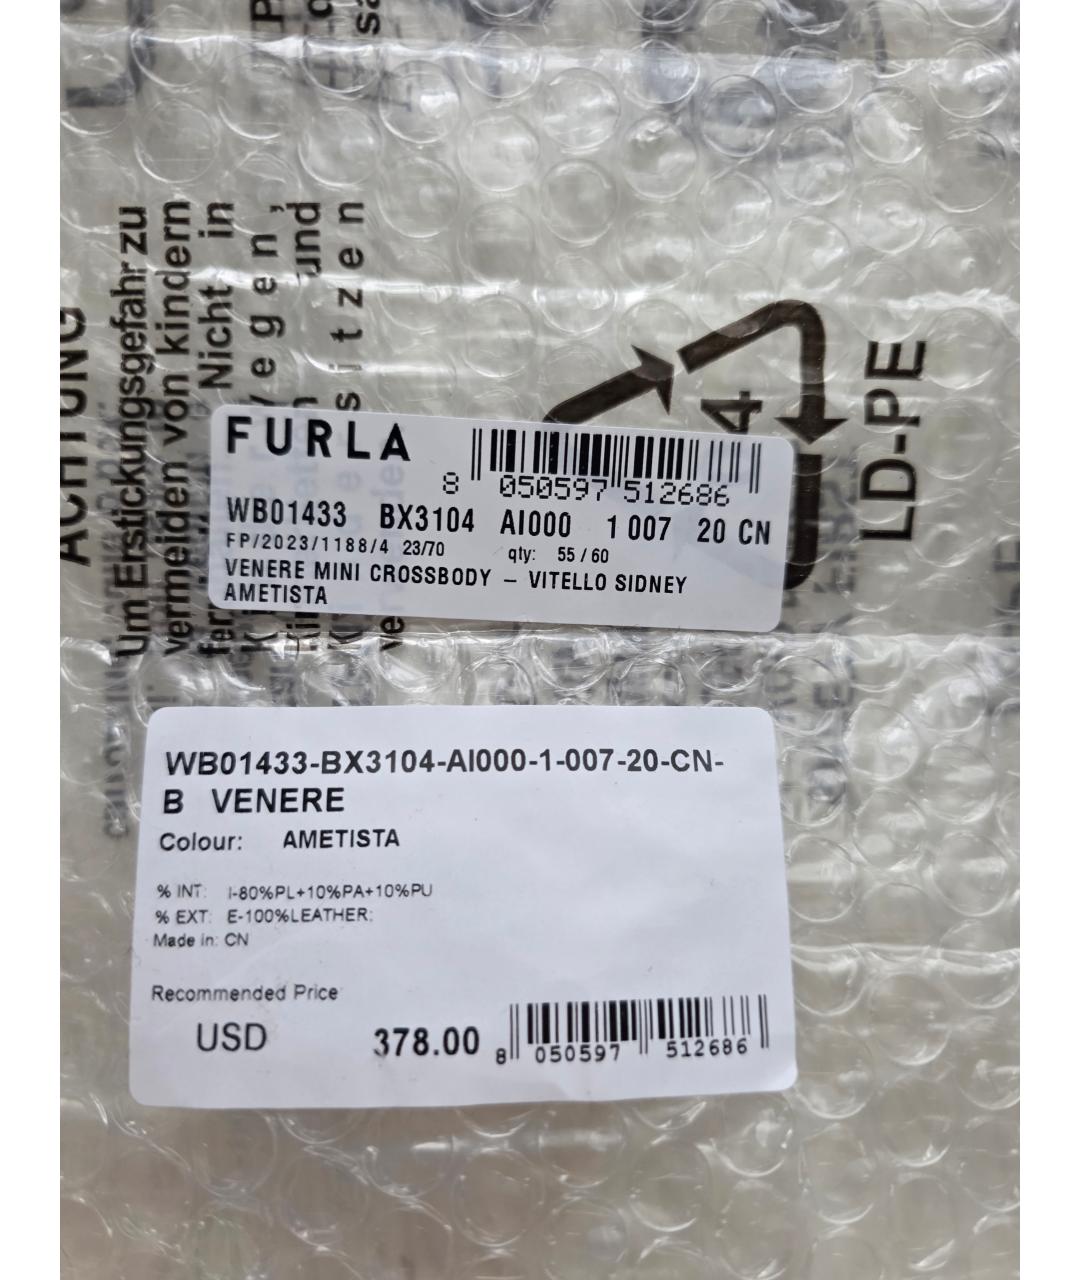 ACHTUNG
Um Erstickungsgefahr zu
vermeiden von kindern
Nicht in
und
LD-PE
4
FURLA
8 050597 512686
WB01433 BX3104 AI000 1 007 20 CN
FP/2023/1188/4 23/70 qty: 55 / 60
VENERE MINI CROSSBODY – VITELLO SIDNEY
AMETISTA
WB01433-BX3104-AI000-1-007-20-CN-
B VENERE
Colour: AMETISTA
% INT: I-80%PL+10%PA+10%PU
% EXT: E-100%LEATHER;
Made in: CN
Recommended Price
USD 378.00
8 050597 512686